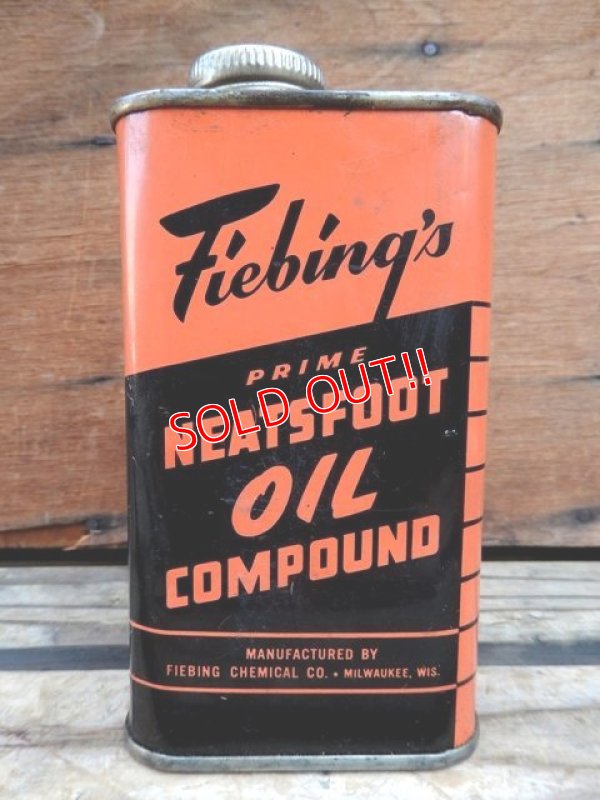 Fiebing's
PRIME
NEATSFOOT
SOLD OUT!!
OIL
COMPOUND
MANUFACTURED BY
FIEBING CHEMICAL CO. • MILWAUKEE, WIS.